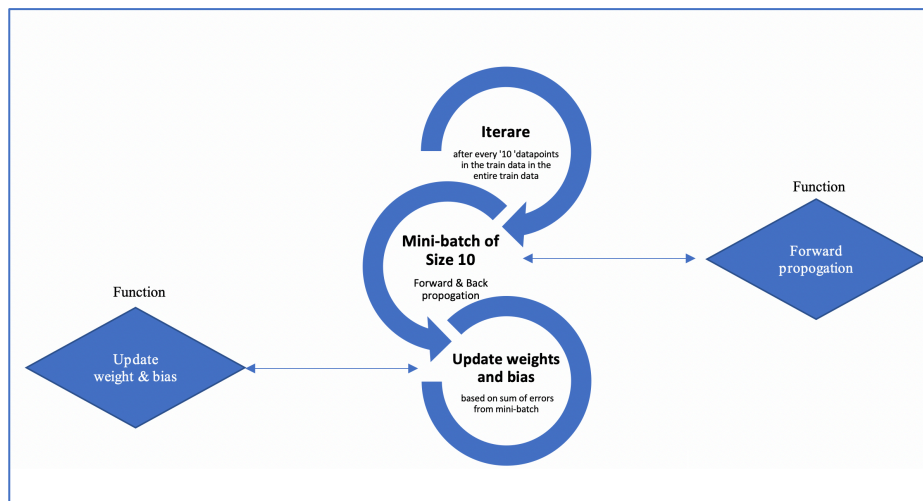 Iterare
after every '10 'datapoints
in the train data in the
entire train data
Function
Mini-batch of
Size 10
Forward & Back
propogation
Forward
propogation
Function
Update
weight & bias
Update weights
and bias
based on sum of errors
from mini-batch